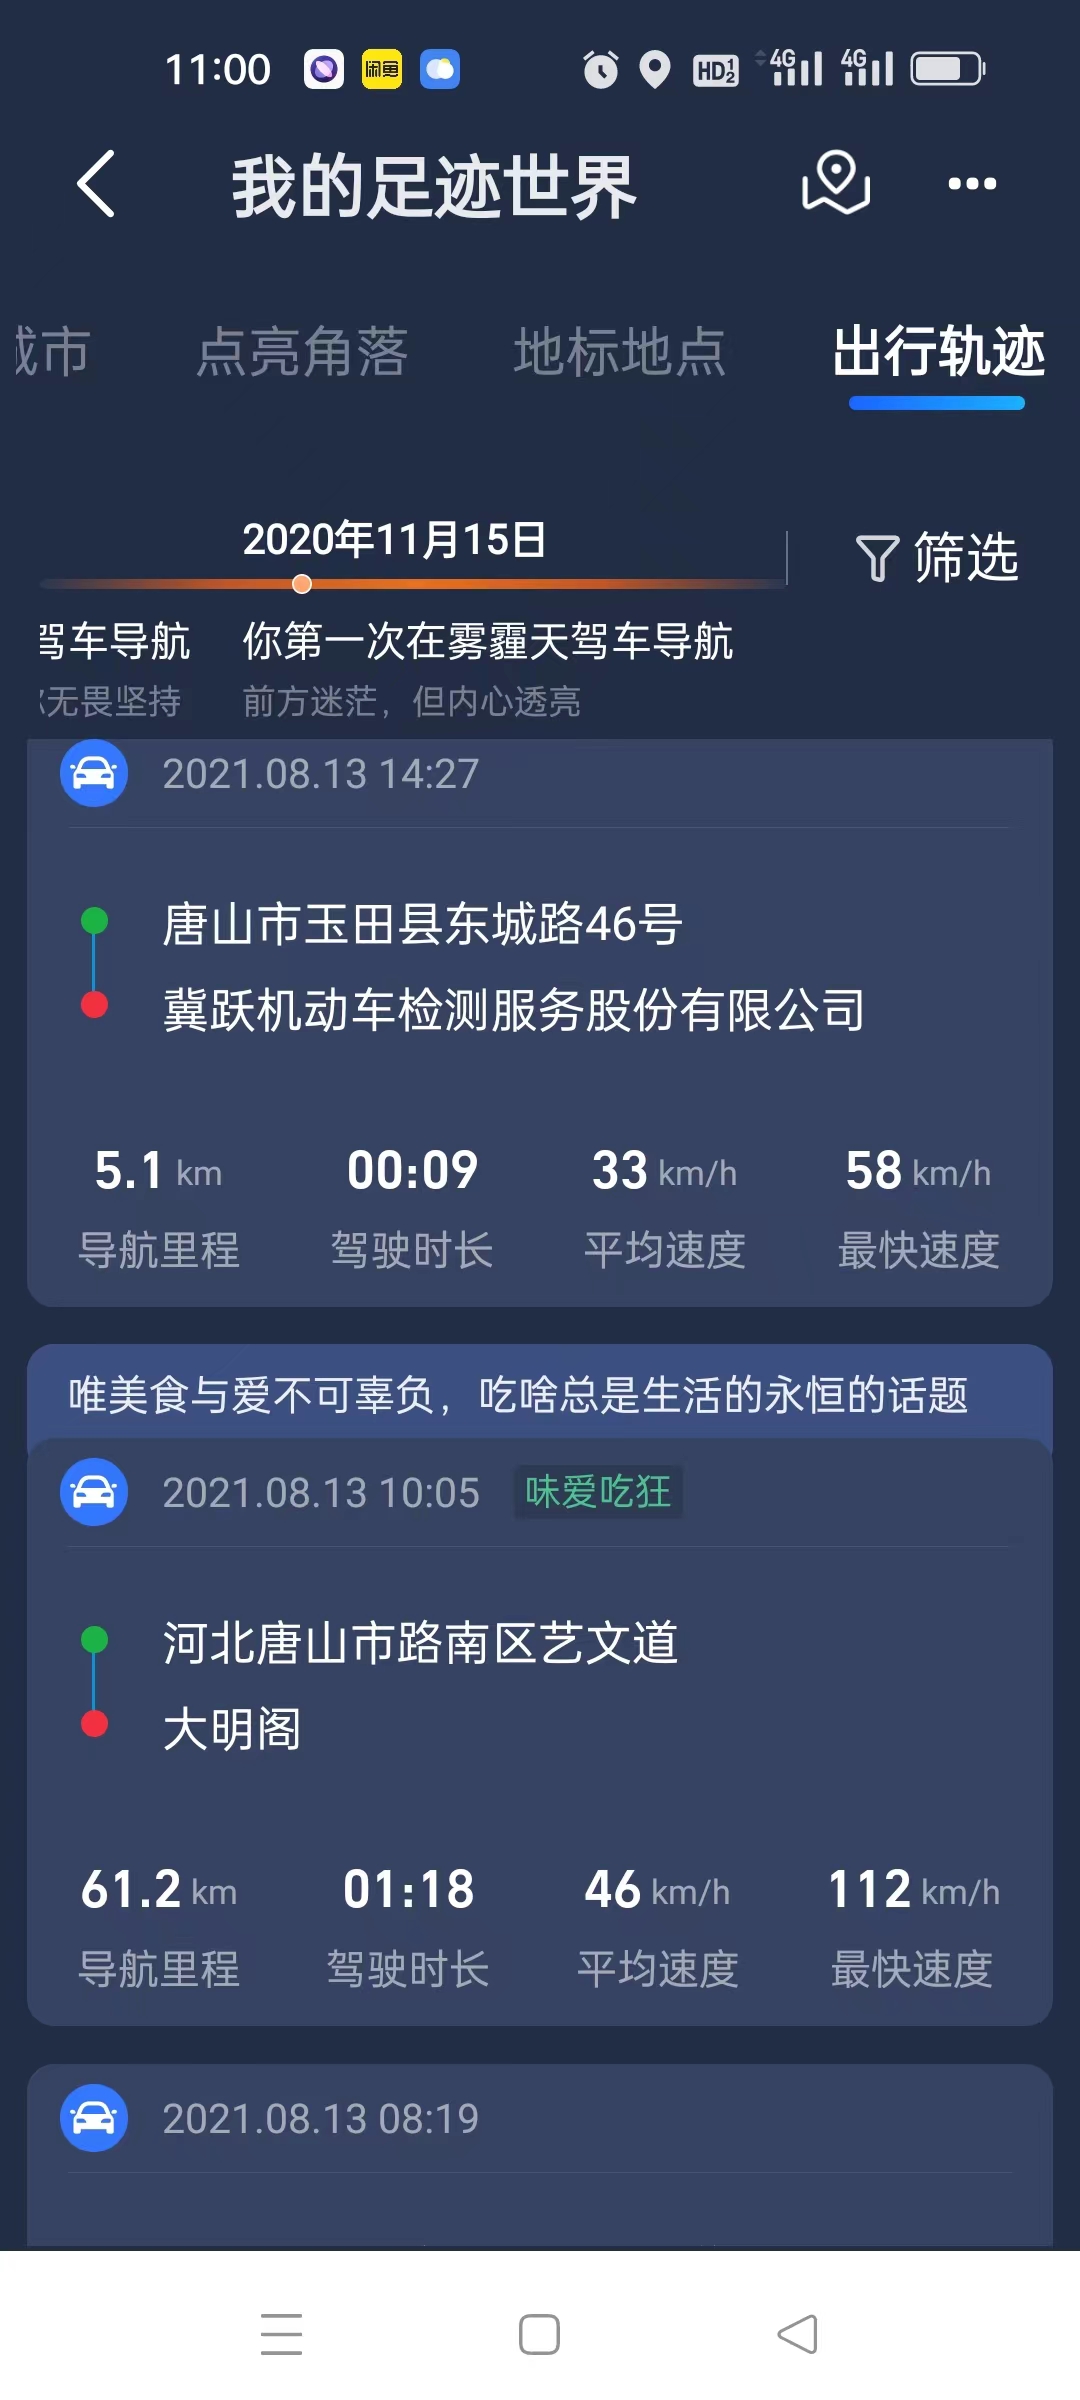 11:00 闲鱼 HD12 4G 4G
我的足迹世界
城市 点亮角落 地标地点 出行轨迹
2020年11月15日 筛选
驾车导航 你第一次在雾霾天驾车导航
无畏坚持 前方迷茫，但内心透亮
2021.08.13 14:27
唐山市玉田县东城路46号
冀跃机动车检测服务股份有限公司
5.1 km 00:09 33 km/h 58 km/h
导航里程 驾驶时长 平均速度 最快速度
唯美食与爱不可辜负，吃啥总是生活的永恒的话题
2021.08.13 10:05 味爱吃狂
河北唐山市路南区艺文道
大明阁
61.2 km 01:18 46 km/h 112 km/h
导航里程 驾驶时长 平均速度 最快速度
2021.08.13 08:19